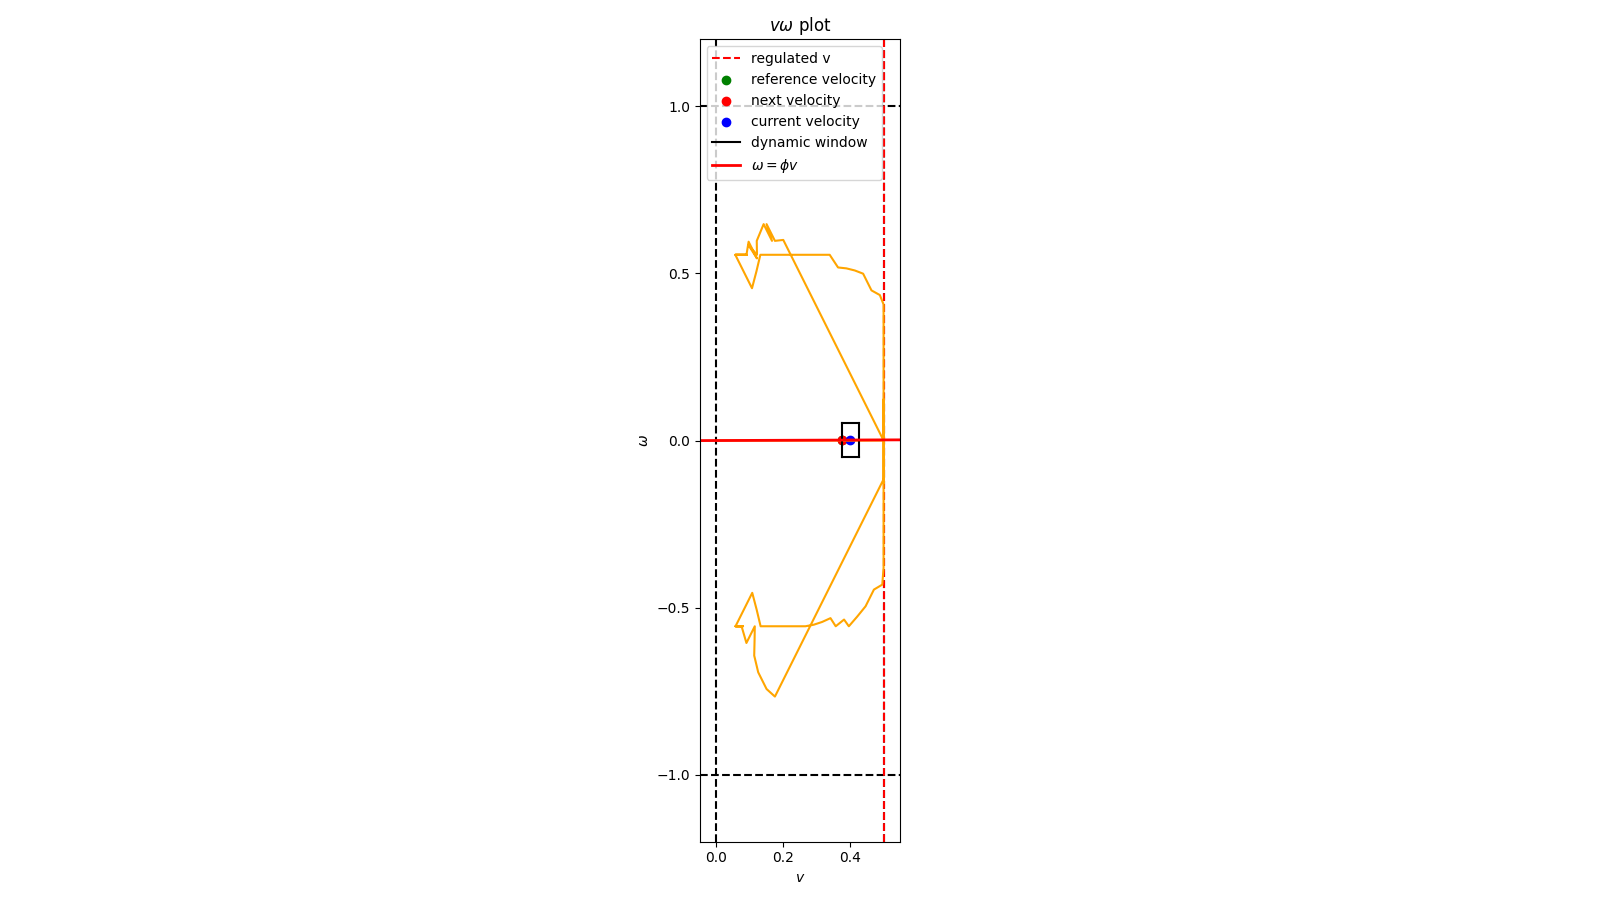 vω plot
regulated v
reference velocity
next velocity
current velocity
dynamic window
ω = ϕv
1.0
0.5
0.0
−0.5
−1.0
ω
0.0 0.2 0.4
v